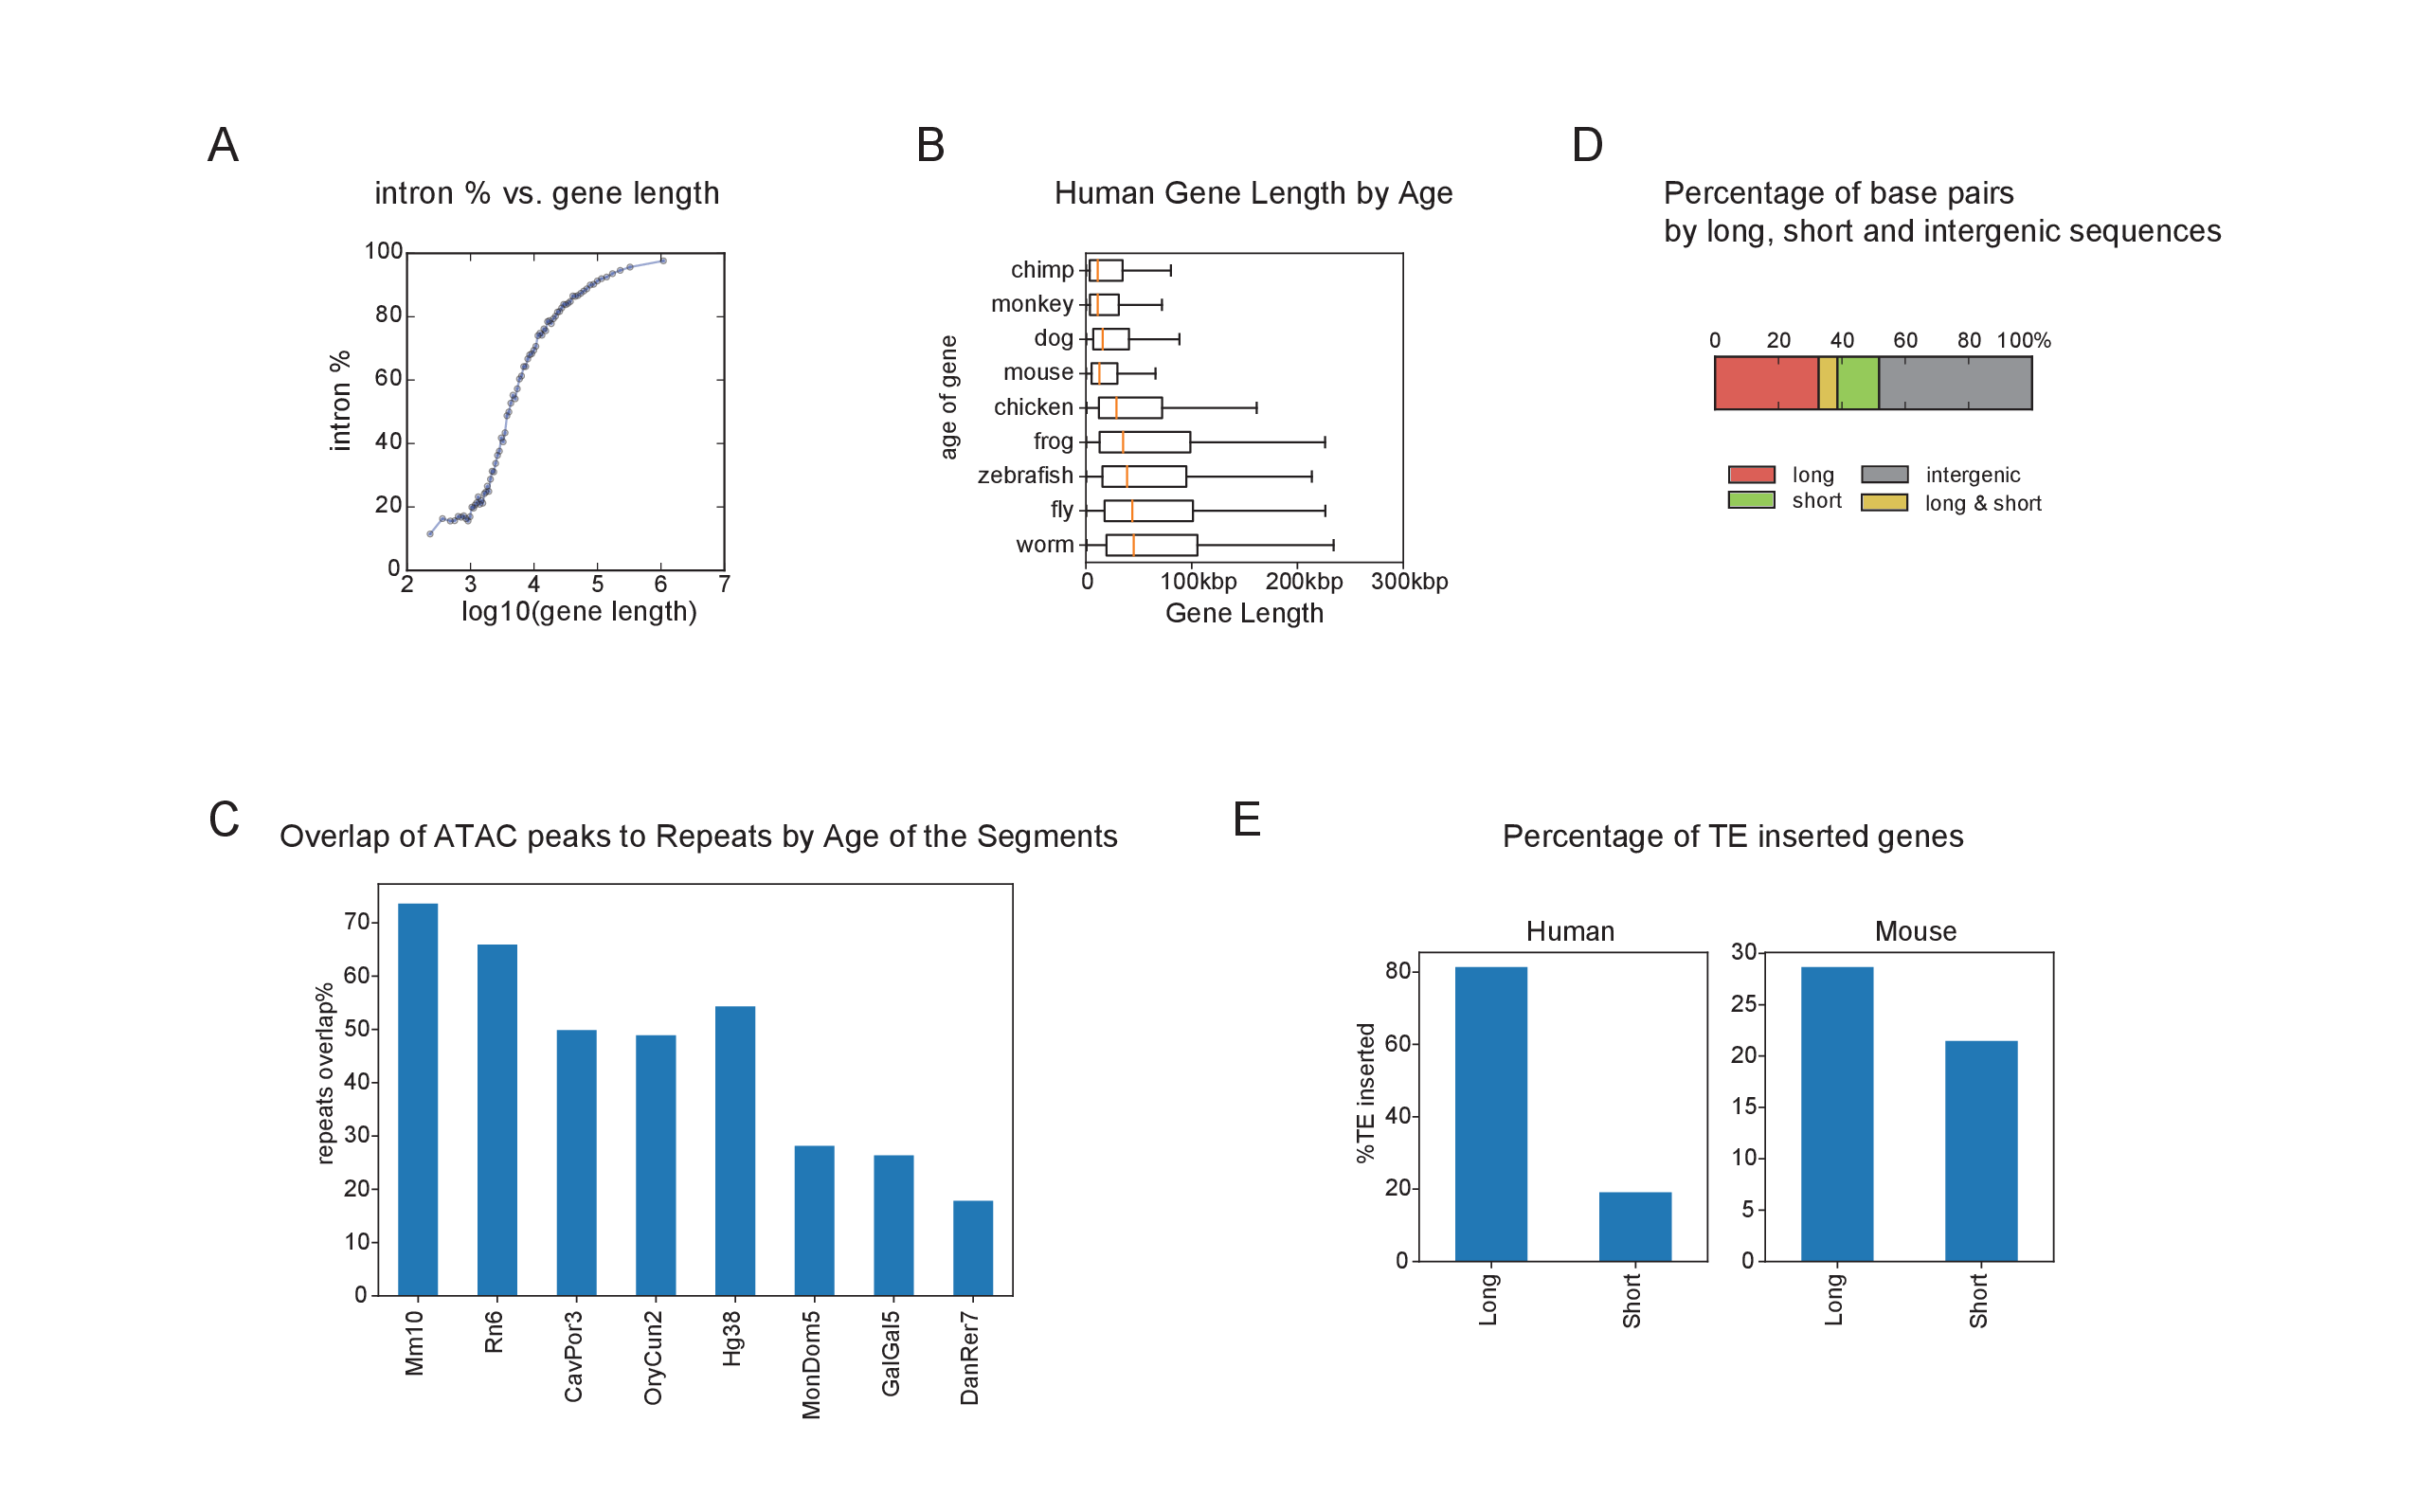 A
intron % vs. gene length
100
80
60
40
20
0
intron %
2 3 4 5 6 7
log10(gene length)
B
Human Gene Length by Age
age of gene
chimp
monkey
dog
mouse
chicken
frog
zebrafish
fly
worm
0 100kbp 200kbp 300kbp
Gene Length
D
Percentage of base pairs
by long, short and intergenic sequences
0 20 40 60 80 100%
long
intergenic
short
long & short
C
Overlap of ATAC peaks to Repeats by Age of the Segments
repeats overlap%
70
60
50
40
30
20
10
0
Mm10
Rn6
CavPor3
OryCun2
Hg38
MonDom5
GalGal5
DanRer7
E
Percentage of TE inserted genes
Human
%TE inserted
80
60
40
20
0
Long
Short
Mouse
30
25
20
15
10
5
0
Long
Short